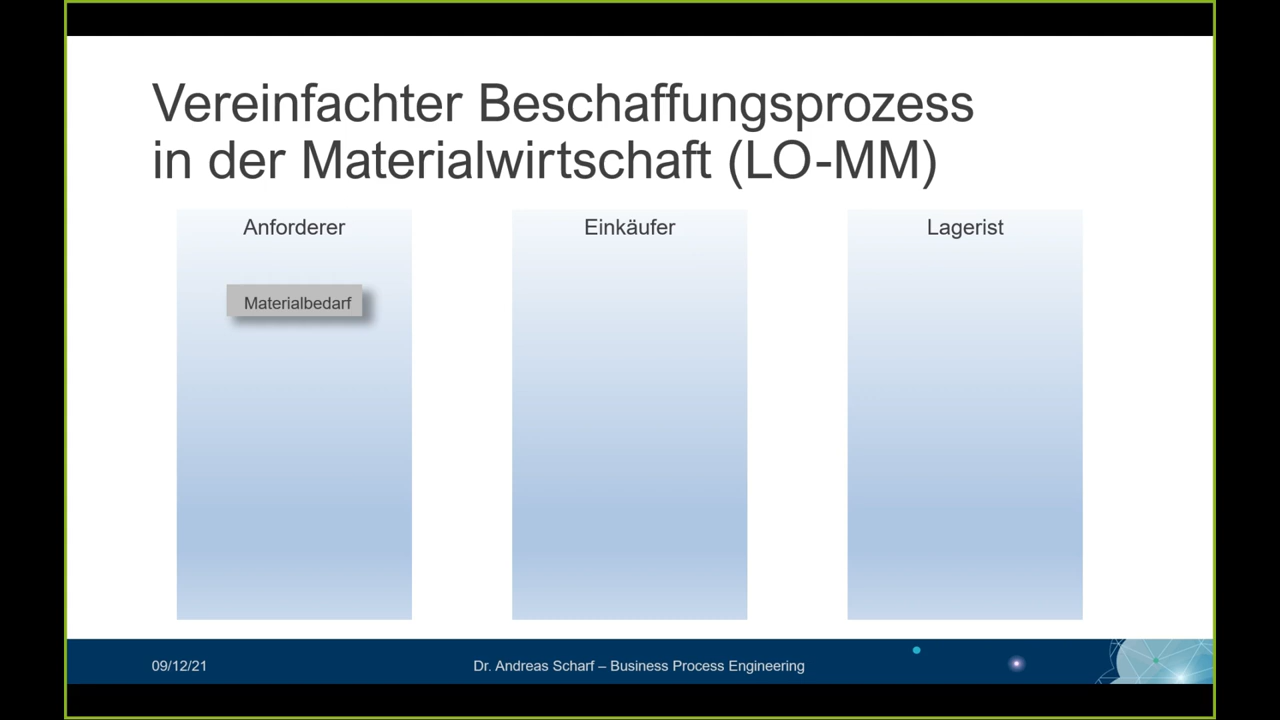 Vereinfachter Beschaffungsprozess
in der Materialwirtschaft (LO-MM)
Anforderer
Einkäufer
Lagerist
Materialbedarf
09/12/21
Dr. Andreas Scharf – Business Process Engineering